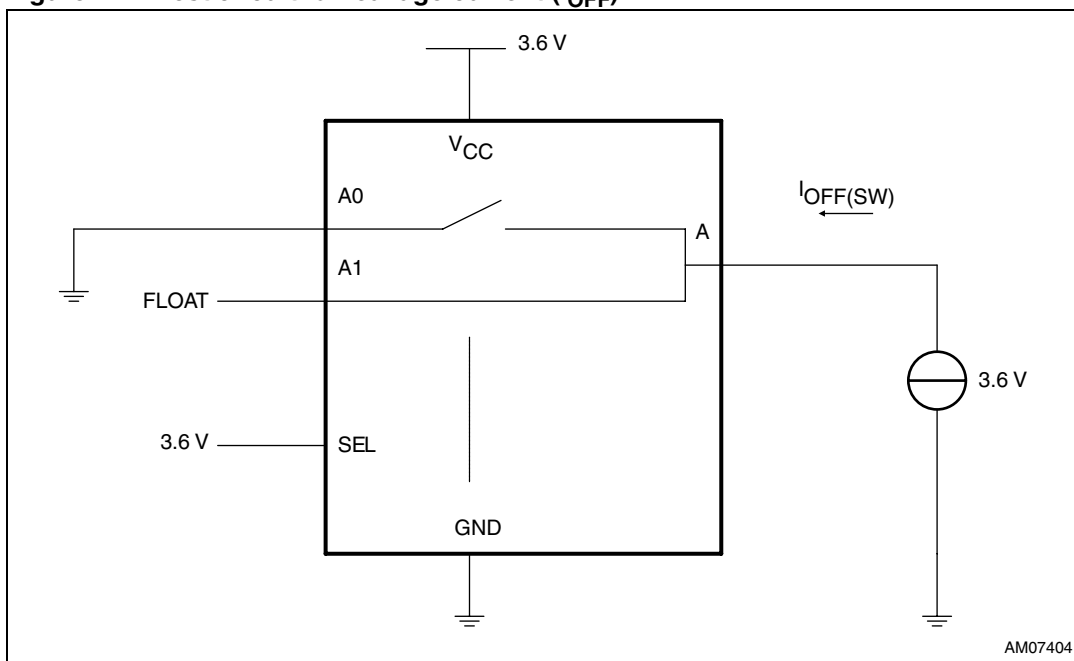 3.6 V
VCC
A0
IOFF(SW)
A
A1
FLOAT
3.6 V
3.6 V
SEL
GND
AM07404